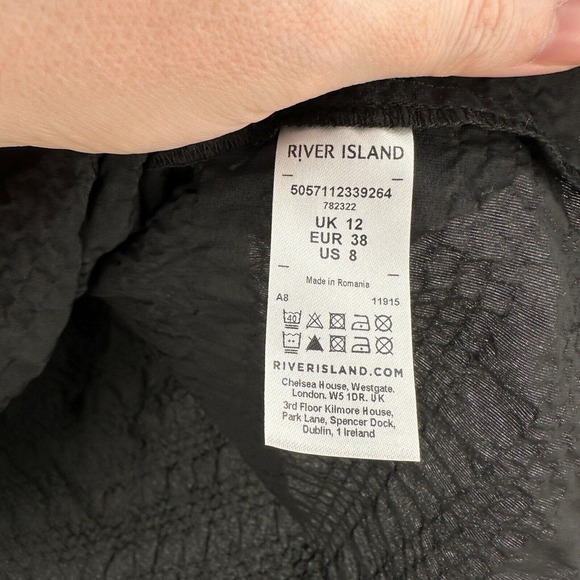 RIVER ISLAND
5057112339264
782322
UK 12
EUR 38
US 8
Made in Romania
A8 11915
40
RIVERISLAND.COM
Chelsea House, Westgate.
London. W5 1DR. UK
3rd Floor Kilmore House,
Park Lane, Spencer Dock,
Dublin, 1 Ireland